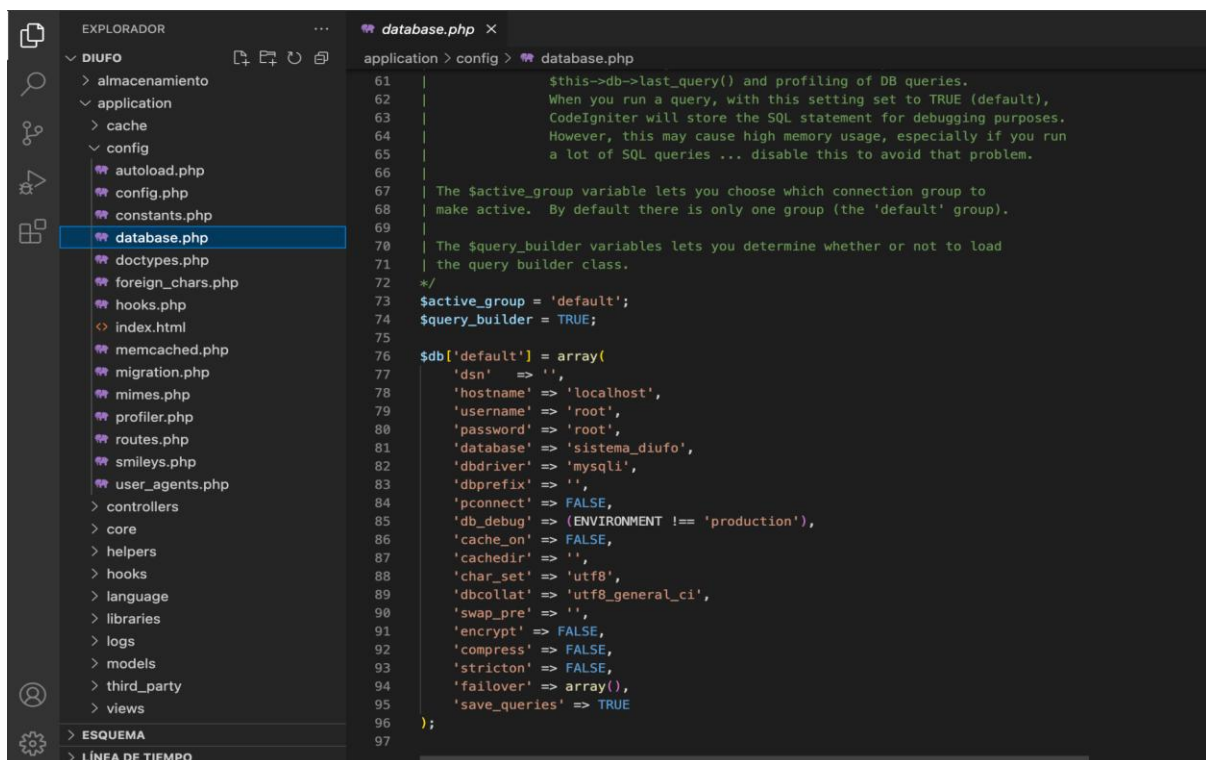 EXPLORADOR
DIUFO
almacenamiento
application
cache
config
autoload.php
config.php
constants.php
database.php
doctypes.php
foreign_chars.php
hooks.php
index.html
memcached.php
migration.php
mimes.php
profiler.php
routes.php
smileys.php
user_agents.php
controllers
core
helpers
hooks
language
libraries
logs
models
third_party
views
ESQUEMA
LÍNEA DE TIEMPO
database.php
application > config > database.php
61 | $this->db->last_query() and profiling of DB queries.
62 | When you run a query, with this setting set to TRUE (default),
63 | CodeIgniter will store the SQL statement for debugging purposes.
64 | However, this may cause high memory usage, especially if you run
65 | a lot of SQL queries ... disable this to avoid that problem.
66 |
67 | The $active_group variable lets you choose which connection group to
68 | make active. By default there is only one group (the 'default' group).
69 |
70 | The $query_builder variables lets you determine whether or not to load
71 | the query builder class.
72 */
73 $active_group = 'default';
74 $query_builder = TRUE;
75
76 $db['default'] = array(
77 'dsn' => '',
78 'hostname' => 'localhost',
79 'username' => 'root',
80 'password' => 'root',
81 'database' => 'sistema_diufo',
82 'dbdriver' => 'mysqli',
83 'dbprefix' => '',
84 'pconnect' => FALSE,
85 'db_debug' => (ENVIRONMENT !== 'production'),
86 'cache_on' => FALSE,
87 'cachedir' => '',
88 'char_set' => 'utf8',
89 'dbcollat' => 'utf8_general_ci',
90 'swap_pre' => '',
91 'encrypt' => FALSE,
92 'compress' => FALSE,
93 'stricton' => FALSE,
94 'failover' => array(),
95 'save_queries' => TRUE
96 );
97